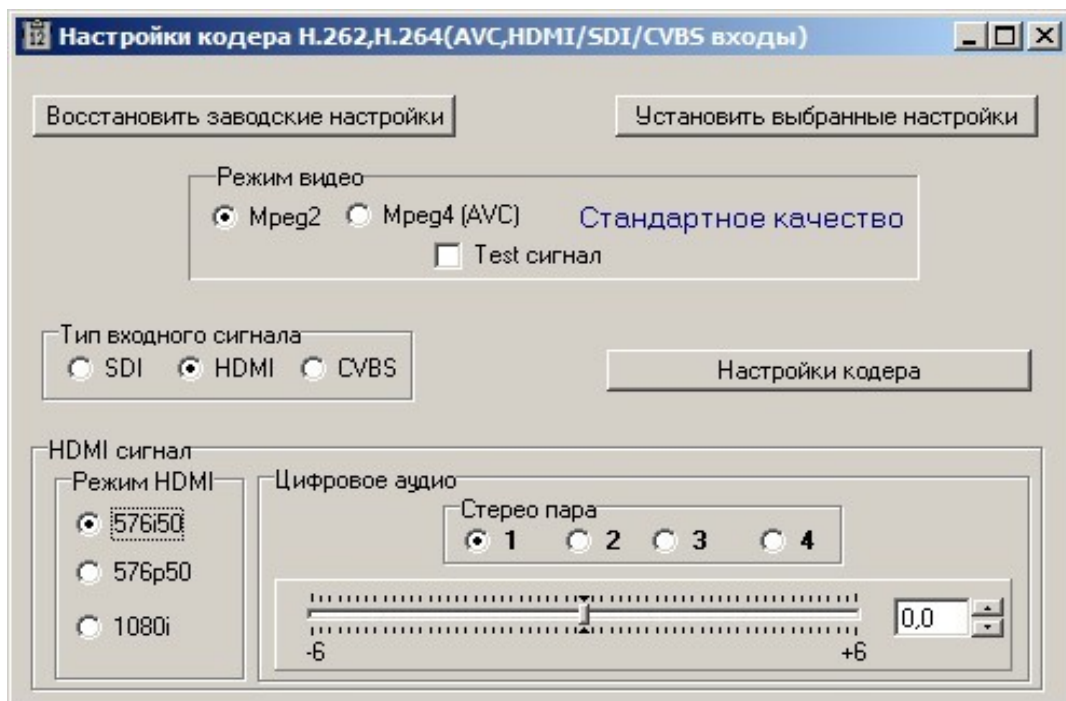 Настройки кодера H.262,H.264(AVC,HDMI/SDI/CVBS входы)
Восстановить заводские настройки Установить выбранные настройки
Режим видео
Mpeg2 Mpeg4 (AVC) Стандартное качество
Test сигнал
Тип входного сигнала
SDI HDMI CVBS Настройки кодера
HDMI сигнал
Режим HDMI Цифровое аудио
Стерео пара
576i50 1 2 3 4
576p50
1080i 0,0
-6 +6